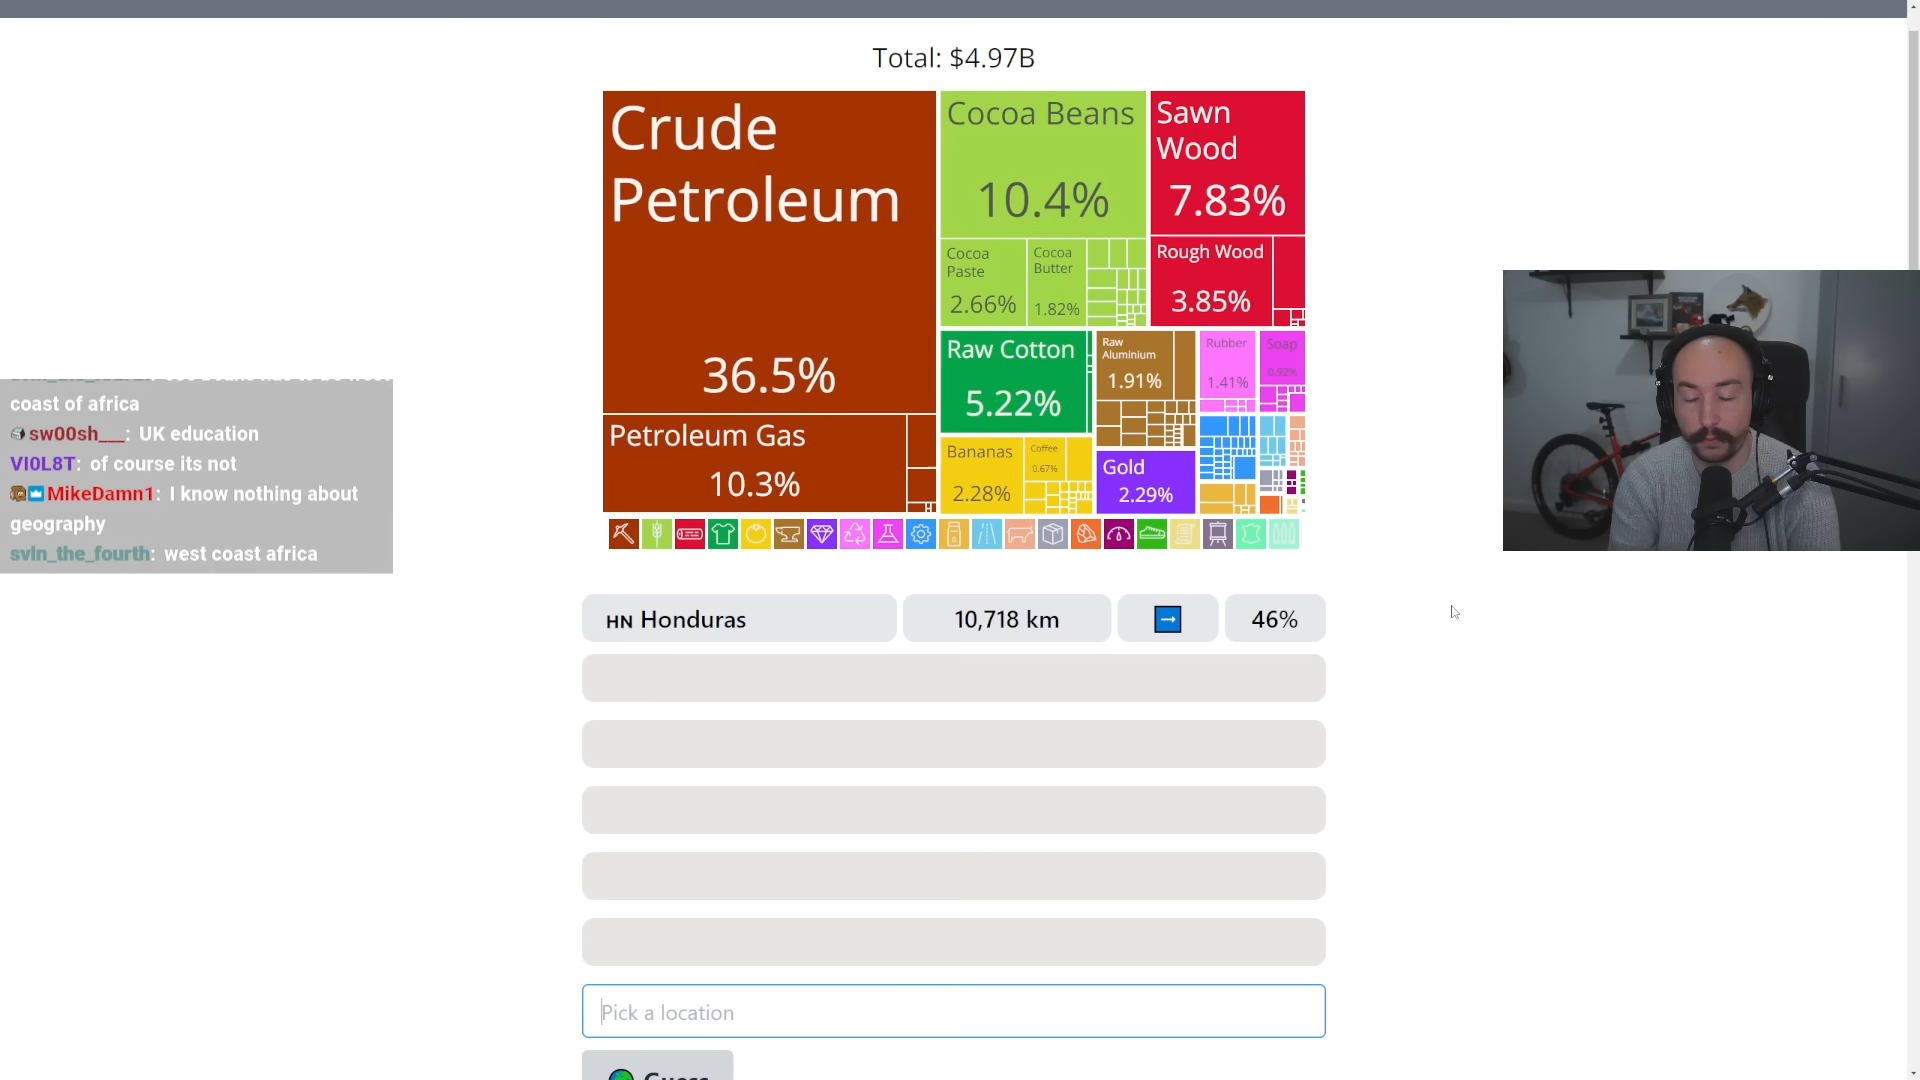 Total: $4.97B
Crude
Petroleum
36.5%
Petroleum Gas
10.3%
Cocoa Beans
10.4%
Cocoa
Paste
2.66%
Cocoa
Butter
1.82%
Sawn
Wood
7.83%
Rough Wood
3.85%
Raw Cotton
5.22%
Raw
Aluminium
1.91%
Rubber
1.41%
Soap
0.92%
Bananas
2.28%
Coffee
0.67%
Gold
2.29%
coast of africa
sw00sh___: UK education
VI0L8T: of course its not
MikeDamn1: I know nothing about
geography
svln_the_fourth: west coast africa
HN Honduras
10,718 km
46%
Pick a location
Guess